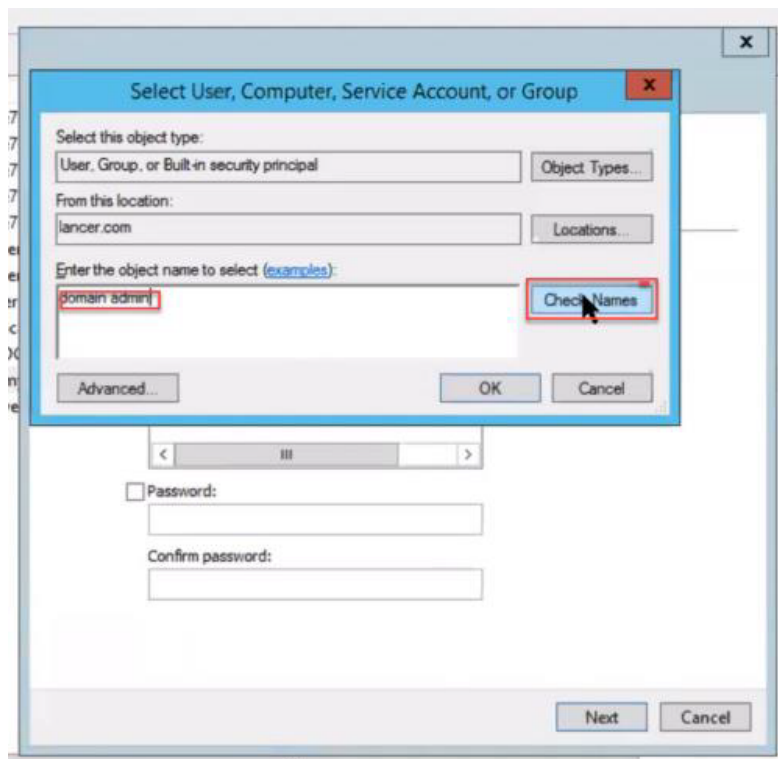 x
Select User, Computer, Service Account, or Group
x
Select this object type:
User, Group, or Built-in security principal
Object Types...
From this location:
lancer.com
Locations...
Enter the object name to select (examples):
domain admin
Check Names
Advanced...
OK
Cancel
Password:
Confirm password:
Next
Cancel